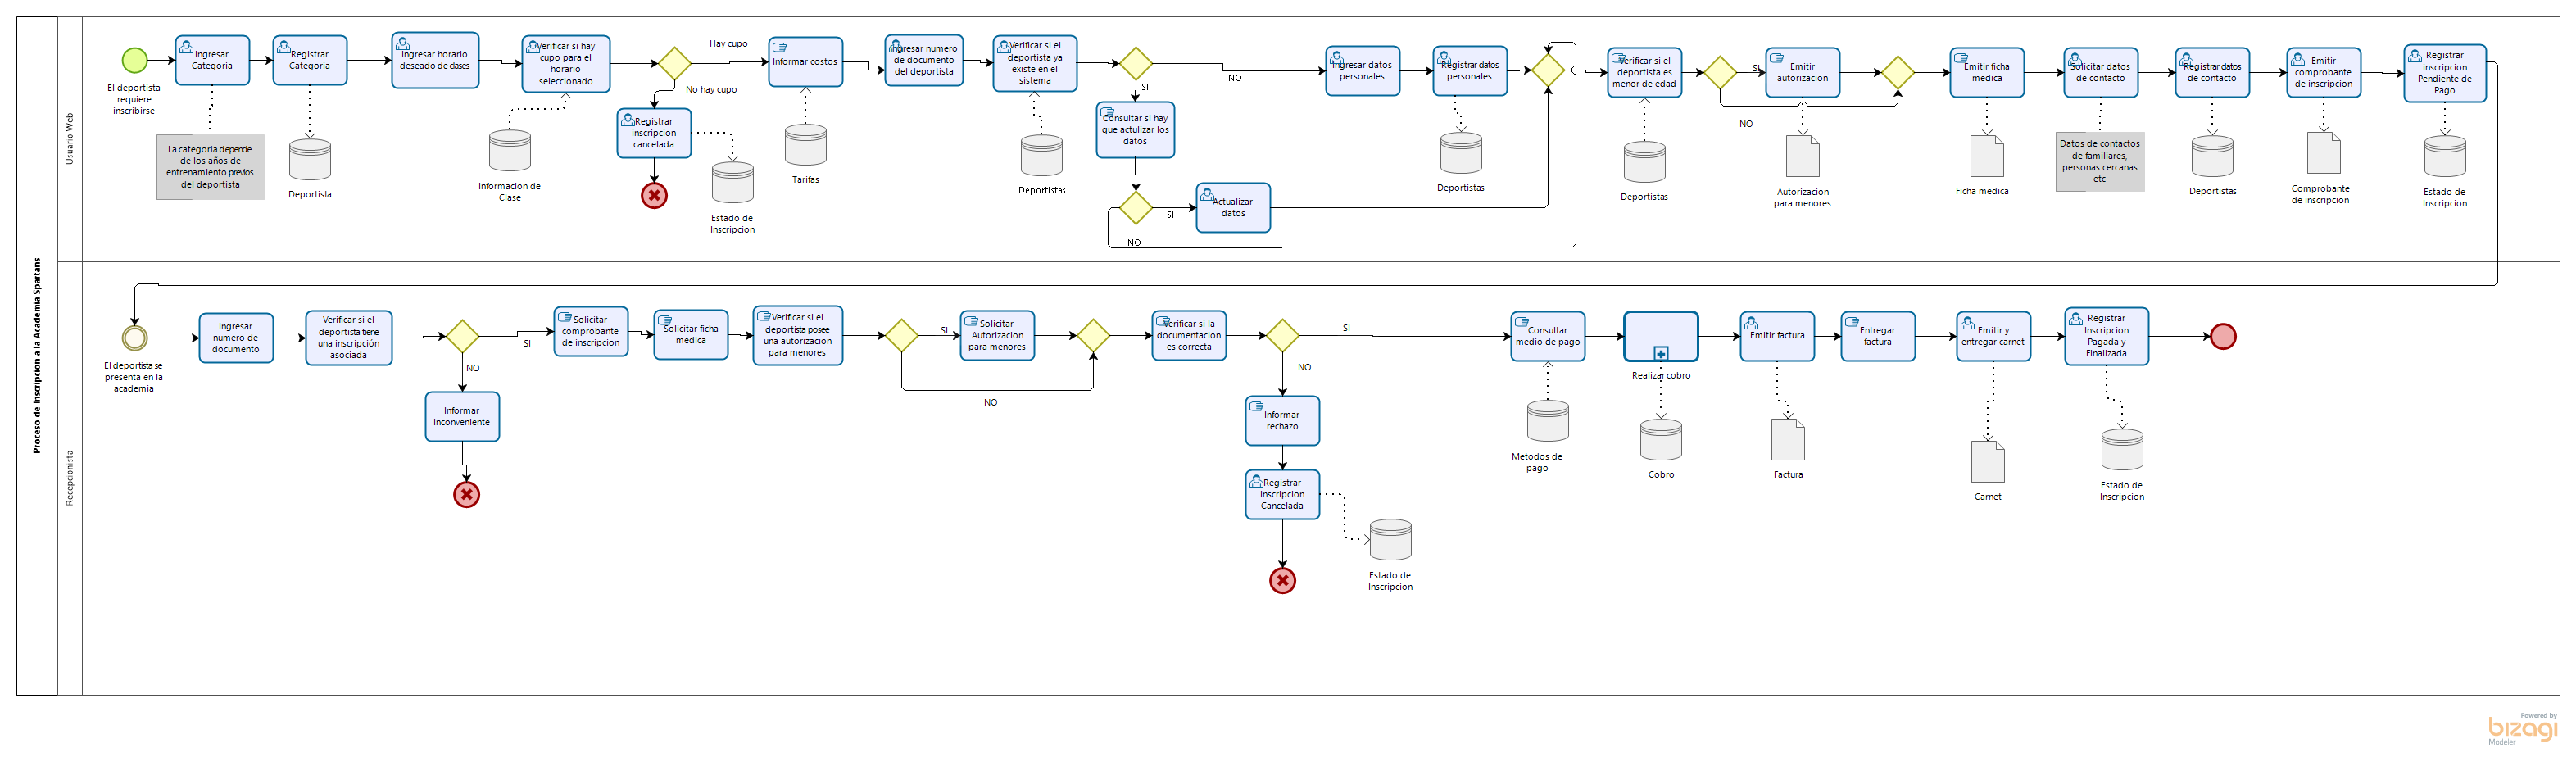 Proceso de Inscripcion a la Academia Spartans
Usuario Web
El deportista
requiere
inscribirse
Ingresar
Categoria
La categoria depende
de los años de
entrenamiento previos
del deportista
Registrar
Categoria
Deportista
Ingresar horario
deseado de clases
Verificar si hay
cupo para el
horario
seleccionado
Informacion de
Clase
Hay cupo
No hay cupo
Registrar
inscripcion
cancelada
Estado de
Inscripcion
Informar costos
Tarifas
Ingresar numero
de documento
del deportista
Verificar si el
deportista ya
existe en el
sistema
Deportistas
NO
SI
Consultar si hay
que actulizar los
datos
SI
NO
Actualizar
datos
Ingresar datos
personales
Registrar datos
personales
Deportistas
Verificar si el
deportista es
menor de edad
Deportistas
SI
NO
Emitir
autorizacion
Autorizacion
para menores
Emitir ficha
medica
Ficha medica
Solicitar datos
de contacto
Datos de contactos
de familiares,
personas cercanas
etc
Registrar datos
de contacto
Deportistas
Emitir
comprobante
de inscripcion
Comprobante
de inscripcion
Registrar
inscripcion
Pendiente de
Pago
Estado de
Inscripcion
Recepcionista
El deportista se
presenta en la
academia
Ingresar
numero de
documento
Verificar si el
deportista tiene
una inscripción
asociada
SI
NO
Informar
Inconveniente
Solicitar
comprobante
de inscripcion
Solicitar ficha
medica
Verificar si el
deportista posee
una autorizacion
para menores
SI
NO
Solicitar
Autorizacion
para menores
Verificar si la
documentacion
es correcta
SI
NO
Informar
rechazo
Registrar
Inscripcion
Cancelada
Estado de
Inscripcion
Consultar
medio de pago
Metodos de
pago
Realizar cobro
Cobro
Emitir factura
Factura
Entregar
factura
Emitir y
entregar carnet
Carnet
Registrar
Inscripcion
Pagada y
Finalizada
Estado de
Inscripcion
Powered by
bizagi
Modeler